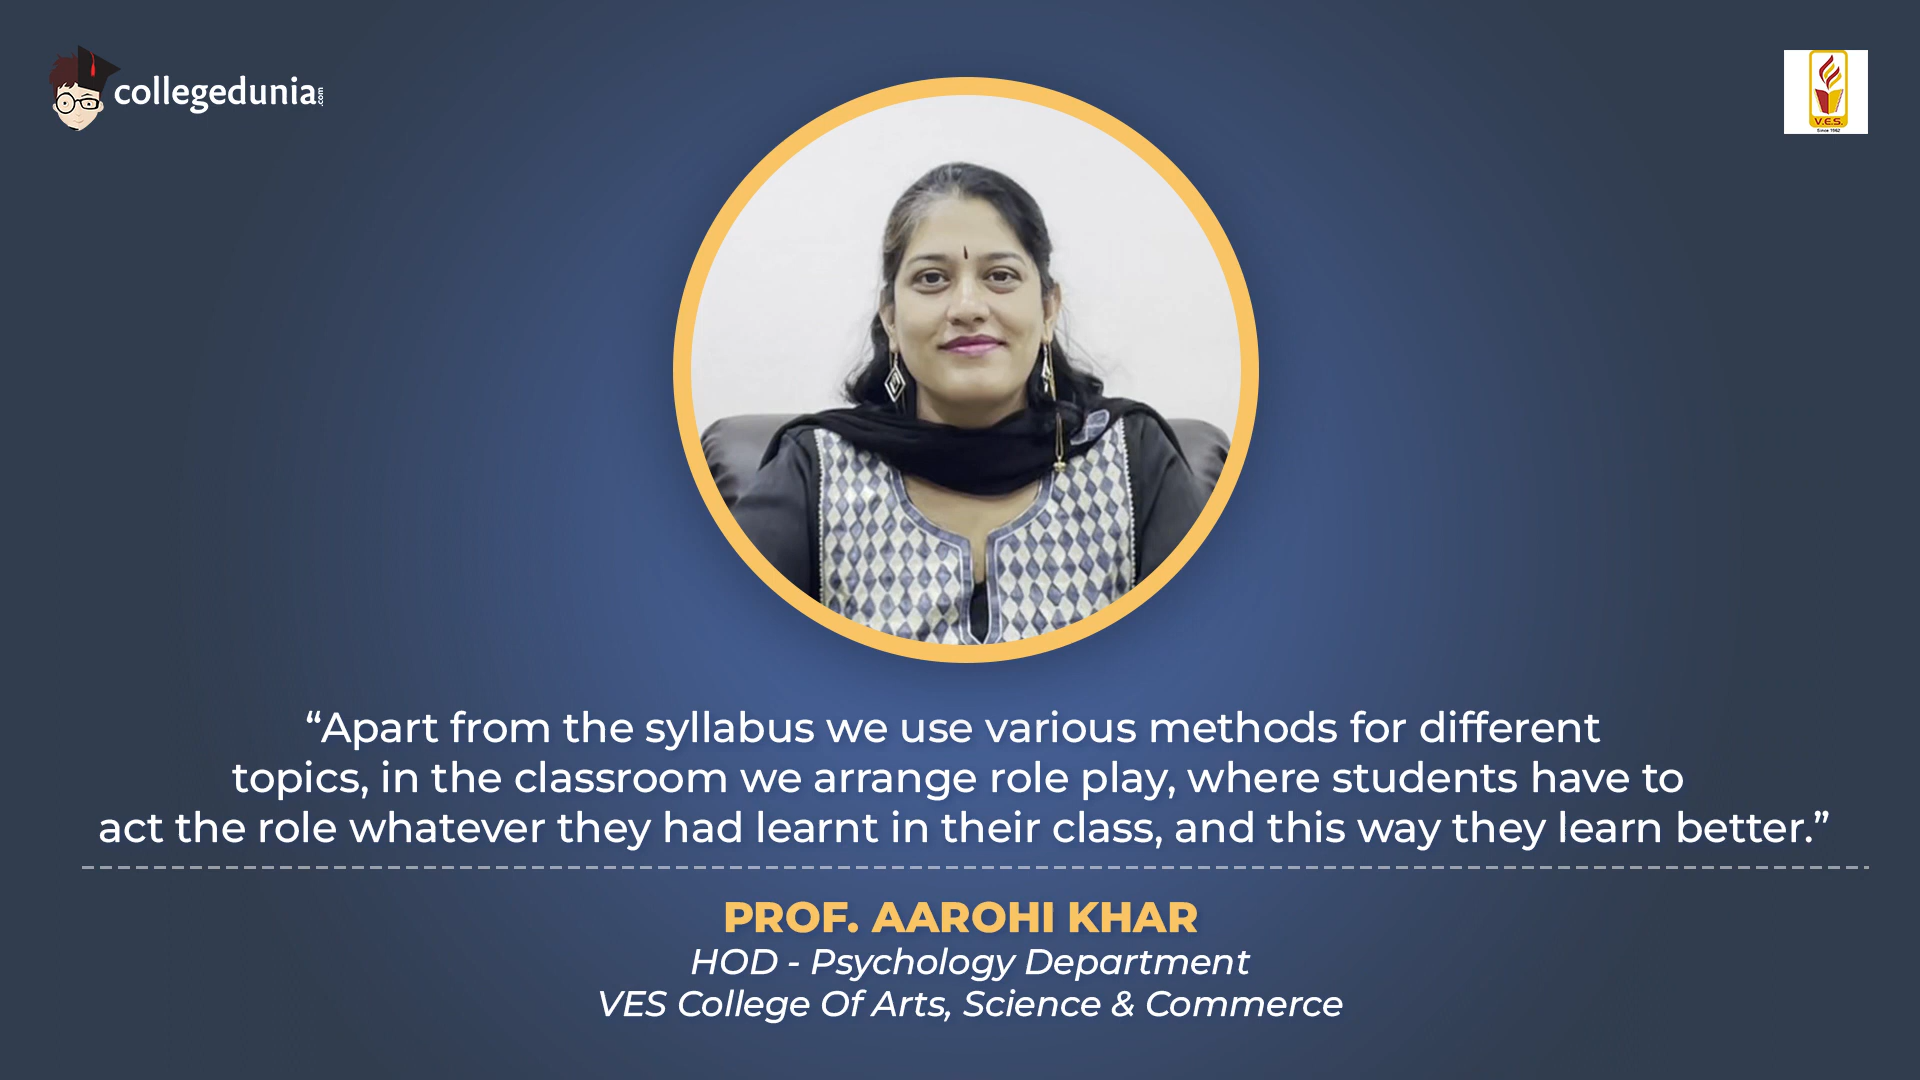 collegedunia.com
V.E.S.
Since 1962
“Apart from the syllabus we use various methods for different
topics, in the classroom we arrange role play, where students have to
act the role whatever they had learnt in their class, and this way they learn better.”
PROF. AAROHI KHAR
HOD - Psychology Department
VES College Of Arts, Science & Commerce